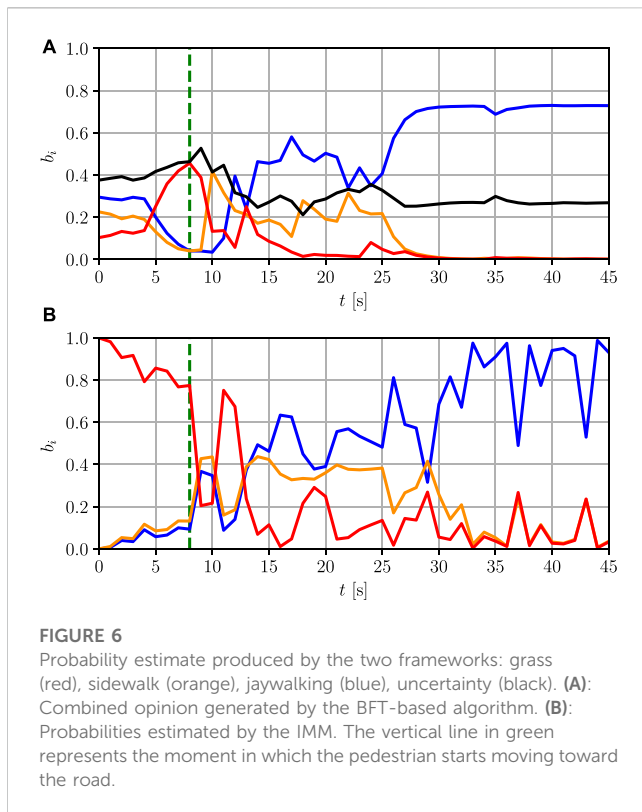 A
1.0
0.8
0.6
0.4
0.2
0.0
b_i
0 5 10 15 20 25 30 35 40 45
t [s]
B
1.0
0.8
0.6
0.4
0.2
0.0
b_i
0 5 10 15 20 25 30 35 40 45
t [s]
FIGURE 6
Probability estimate produced by the two frameworks: grass
(red), sidewalk (orange), jaywalking (blue), uncertainty (black). (A):
Combined opinion generated by the BFT-based algorithm. (B):
Probabilities estimated by the IMM. The vertical line in green
represents the moment in which the pedestrian starts moving toward
the road.